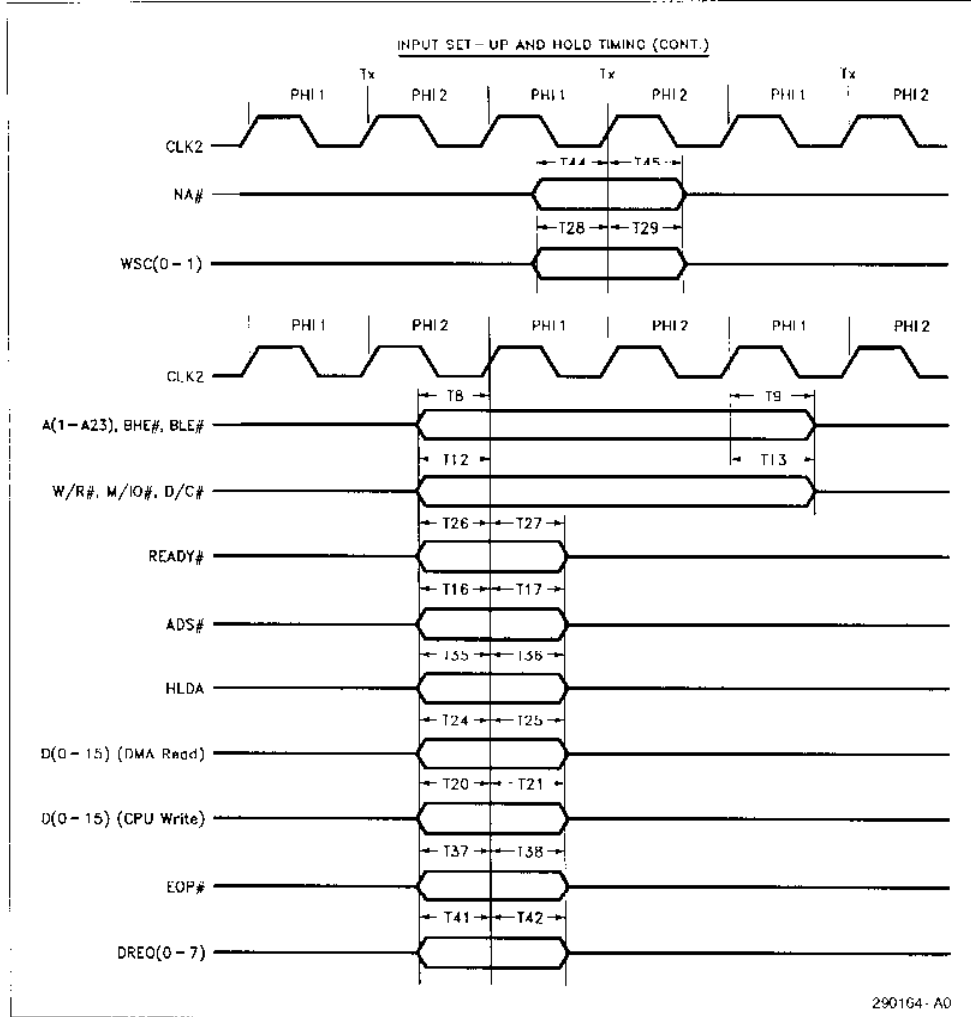 INPUT SET-UP AND HOLD TIMING (CONT.)
Tx Tx Tx
PHI 1 PHI 2 PHI 1 PHI 2 PHI 1 PHI 2
CLK2
T44 T45
NA#
T28 T29
WSC(0-1)
PHI 1 PHI 2 PHI 1 PHI 2 PHI 1 PHI 2
CLK2
T8 T9
A(1-A23), BHE#, BLE#
T12 T13
W/R#, M/IO#, D/C#
T26 T27
READY#
T16 T17
ADS#
T35 T36
HLDA
T24 T25
D(0-15) (DMA Read)
T20 T21
D(0-15) (CPU Write)
T37 T38
EOP#
T41 T42
DREQ(0-7)
290164-A0